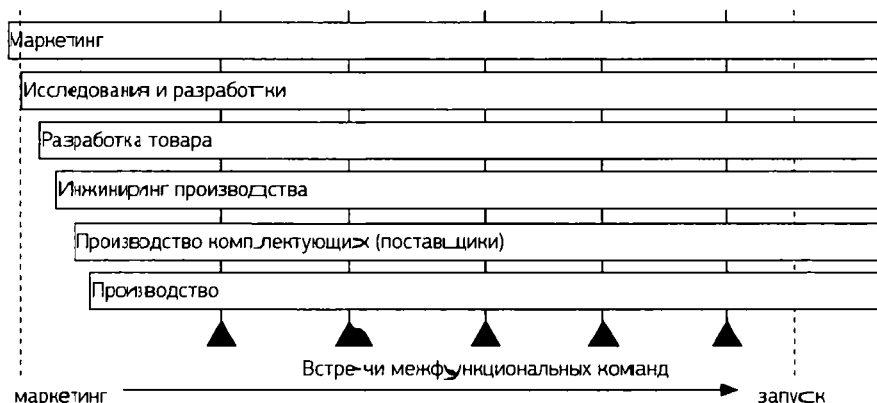 Маркетинг
Исследования и разработки
Разработка товара
Инжиниринг производства
Производство комплектующих (поставщики)
Производство
Встречи межфункциональных команд
маркетинг
запуск